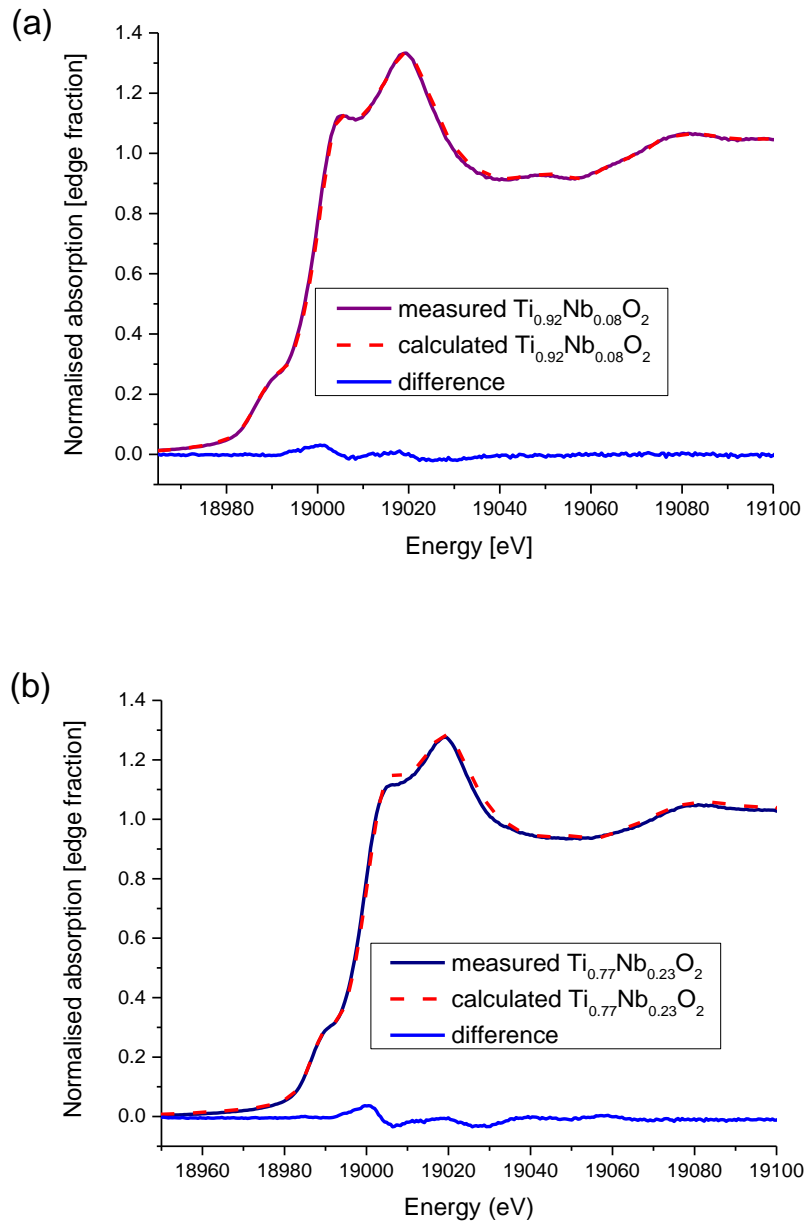 (a)
1.4
1.2
1.0
0.8
0.6
0.4
0.2
0.0
Normalised absorption [edge fraction]
measured Ti0.92Nb0.08O2
calculated Ti0.92Nb0.08O2
difference
18980 19000 19020 19040 19060 19080 19100
Energy [eV]
(b)
1.4
1.2
1.0
0.8
0.6
0.4
0.2
0.0
Normalised absorption [edge fraction]
measured Ti0.77Nb0.23O2
calculated Ti0.77Nb0.23O2
difference
18960 18980 19000 19020 19040 19060 19080 19100
Energy (eV)